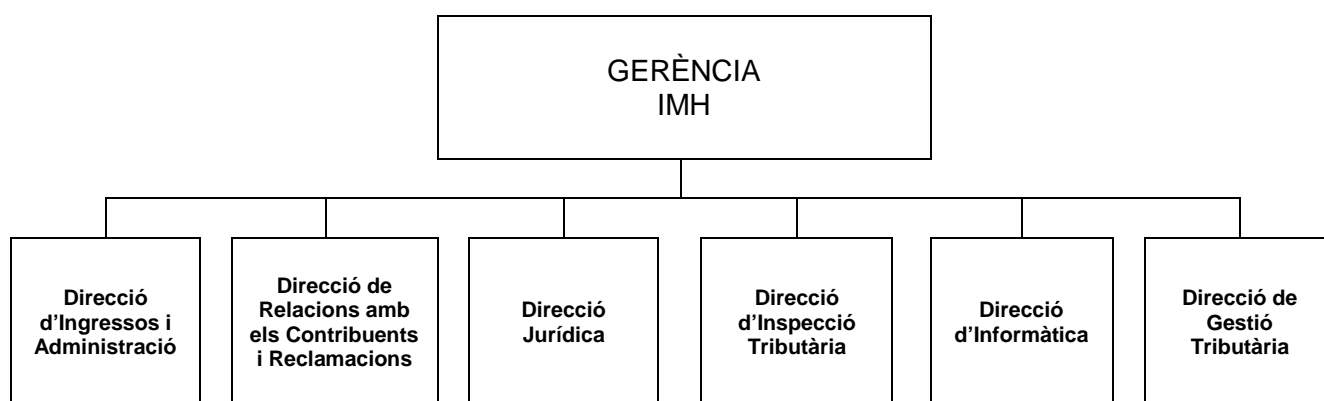 GERÈNCIA
IMH
Direcció
d’Ingressos i
Administració
Direcció de
Relacions amb
els Contribuents
i Reclamacions
Direcció
Jurídica
Direcció
d’Inspecció
Tributària
Direcció
d’Informàtica
Direcció de
Gestió
Tributària